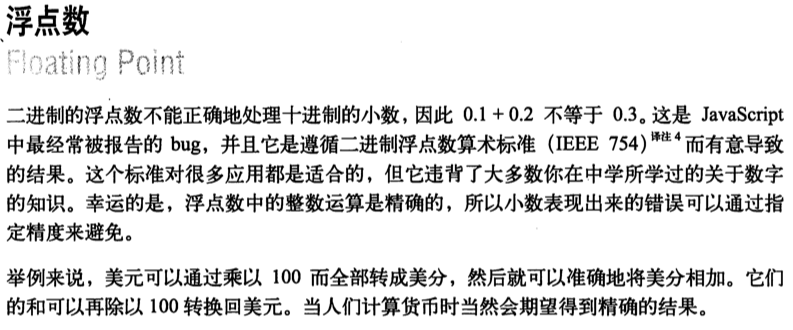 浮点数
Floating Point
二进制的浮点数不能正确地处理十进制的小数，因此 0.1 + 0.2 不等于 0.3。这是 JavaScript
中最经常被报告的 bug，并且它是遵循二进制浮点数算术标准（IEEE 754）译注 4 而有意导致
的结果。这个标准对很多应用都是适合的，但它违背了大多数你在中学所学过的关于数字
的知识。幸运的是，浮点数中的整数运算是精确的，所以小数表现出来的错误可以通过指
定精度来避免。
举例来说，美元可以通过乘以 100 而全部转成美分，然后就可以准确地将美分相加。它们
的和可以再除以 100 转换回美元。当人们计算货币时当然会期望得到精确的结果。